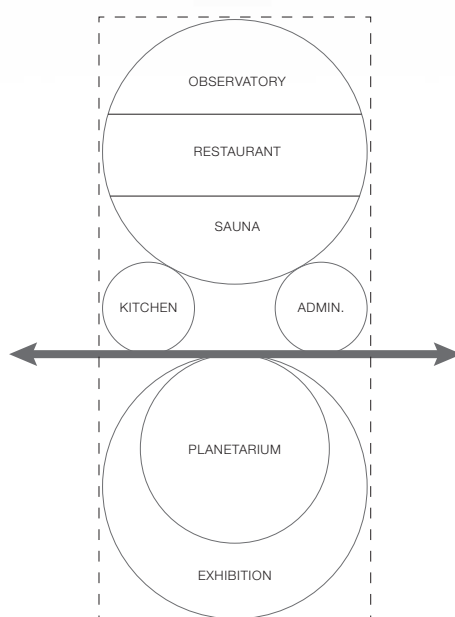 OBSERVATORY
RESTAURANT
SAUNA
KITCHEN
ADMIN.
PLANETARIUM
EXHIBITION